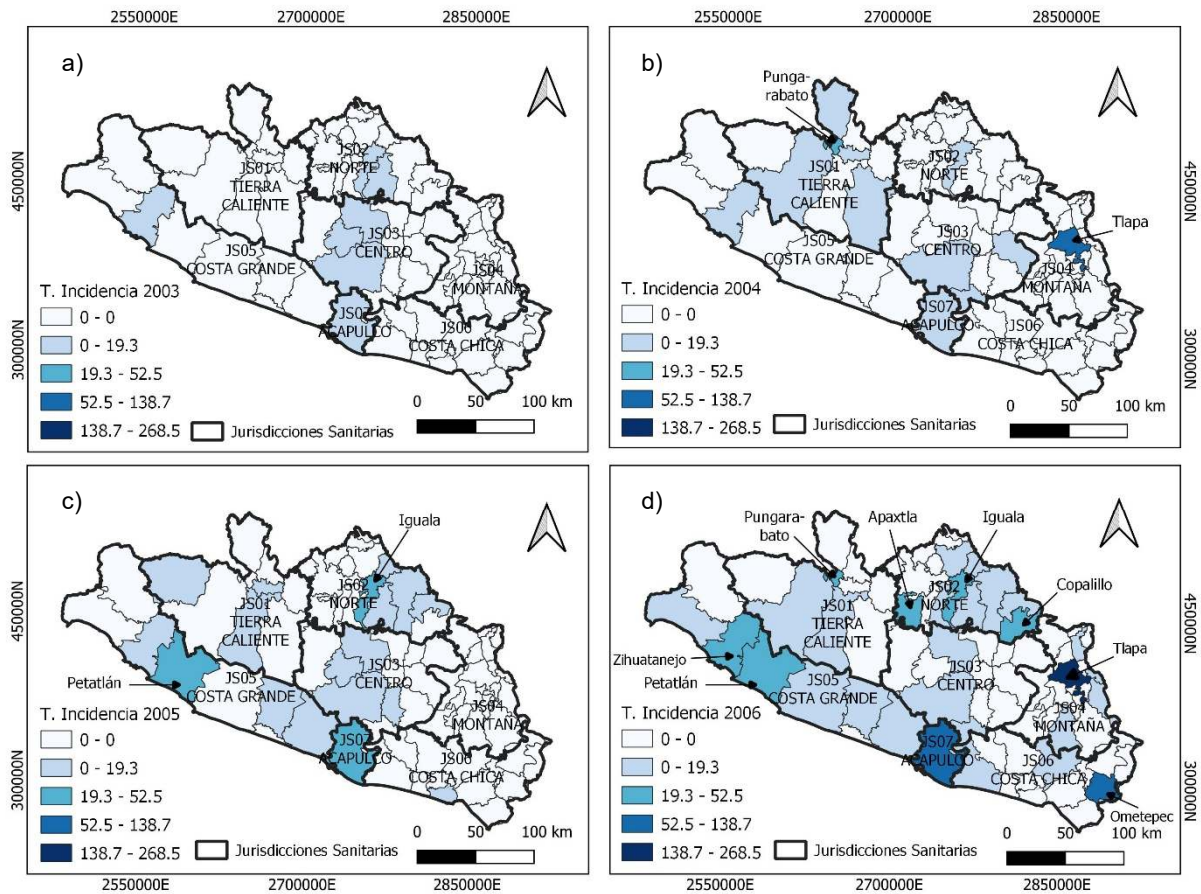 2550000E 2700000E 2850000E 2550000E 2700000E 2850000E
450000N
300000N
a)
JS01
TIERRA
CALIENTE
JS02
NORTE
JS03
CENTRO
JS04
MONTAÑA
JS05
COSTA GRANDE
JS06
COSTA CHICA
JS07
ACAPULCO
T. Incidencia 2003
0 - 0
0 - 19.3
19.3 - 52.5
52.5 - 138.7
138.7 - 268.5
Jurisdicciones Sanitarias
0 50 100 km
b)
Punga-
rabato
JS01
TIERRA
CALIENTE
JS02
NORTE
Tlapa
JS03
CENTRO
JS04
MONTAÑA
JS05
COSTA GRANDE
JS07
ACAPULCO
JS06
COSTA CHICA
T. Incidencia 2004
0 - 0
0 - 19.3
19.3 - 52.5
52.5 - 138.7
138.7 - 268.5
Jurisdicciones Sanitarias
0 50 100 km
450000N
300000N
450000N
300000N
c)
Iguala
JS01
TIERRA
CALIENTE
JS02
NORTE
JS03
CENTRO
Petatlán
JS05
COSTA GRANDE
JS04
MONTAÑA
JS07
ACAPULCO
JS06
COSTA CHICA
T. Incidencia 2005
0 - 0
0 - 19.3
19.3 - 52.5
52.5 - 138.7
138.7 - 268.5
Jurisdicciones Sanitarias
0 50 100 km
d)
Pungara-
bato
Apaxtla
Iguala
Copalillo
JS01
TIERRA
CALIENTE
JS02
NORTE
Tlapa
Zihuatanejo
Petatlán
JS05
COSTA GRANDE
JS03
CENTRO
JS04
MONTAÑA
JS07
ACAPULCO
JS06
COSTA CHICA
Ometepec
T. Incidencia 2006
0 - 0
0 - 19.3
19.3 - 52.5
52.5 - 138.7
138.7 - 268.5
Jurisdicciones Sanitarias
0 50 100 km
450000N
300000N
2550000E 2700000E 2850000E 2550000E 2700000E 2850000E